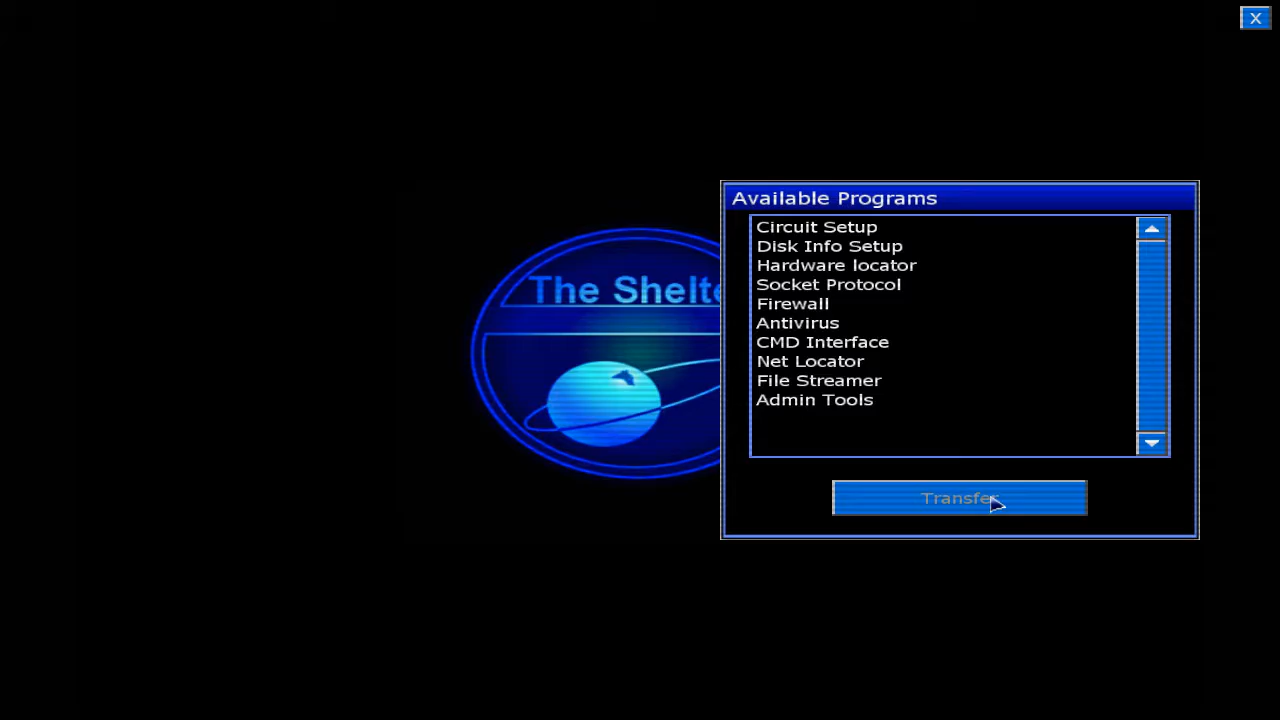 X
Available Programs
Circuit Setup
Disk Info Setup
Hardware locator
Socket Protocol
Firewall
Antivirus
CMD Interface
Net Locator
File Streamer
Admin Tools
The Shelte
Transfer